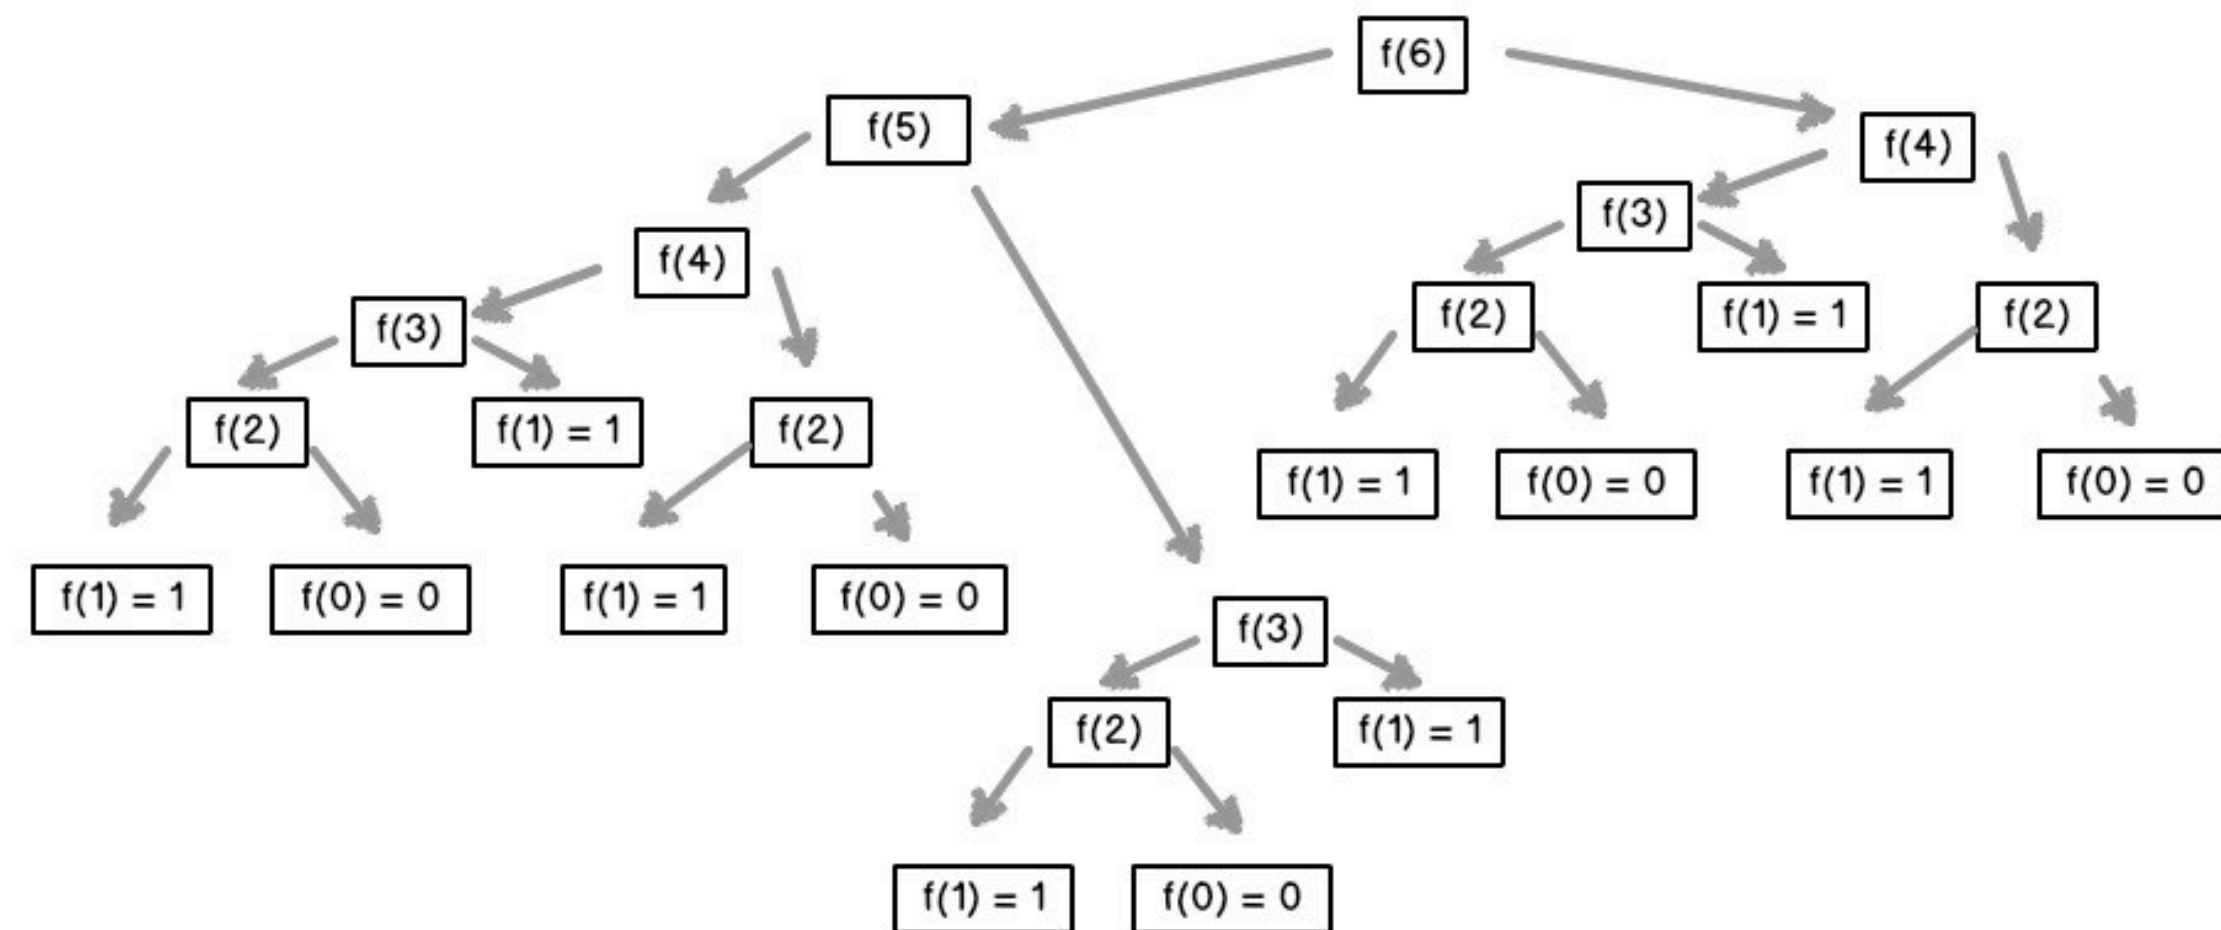 f(6)
f(5)
f(4)
f(3)
f(4)
f(2)
f(1) = 1
f(2)
f(3)
f(2)
f(1) = 1
f(2)
f(1) = 1
f(0) = 0
f(1) = 1
f(0) = 0
f(1) = 1
f(0) = 0
f(1) = 1
f(0) = 0
f(3)
f(2)
f(1) = 1
f(1) = 1
f(0) = 0